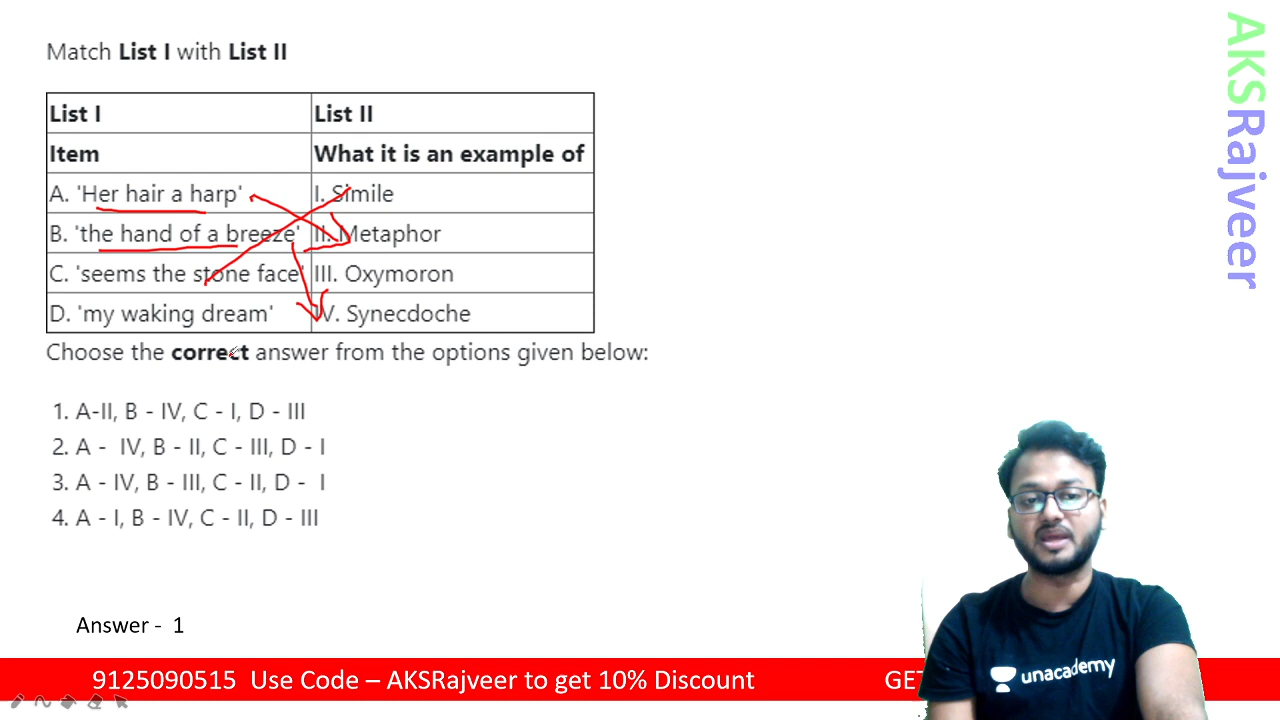 Match List I with List II
List I List II
Item What it is an example of
A. 'Her hair a harp' I. Simile
B. 'the hand of a breeze' II. Metaphor
C. 'seems the stone face' III. Oxymoron
D. 'my waking dream' IV. Synecdoche
Choose the correct answer from the options given below:
1. A-II, B - IV, C - I, D - III
2. A - IV, B - II, C - III, D - I
3. A - IV, B - III, C - II, D - I
4. A - I, B - IV, C - II, D - III
Answer - 1
9125090515 Use Code – AKSRajveer to get 10% Discount GET
AKSRajveer
unacademy